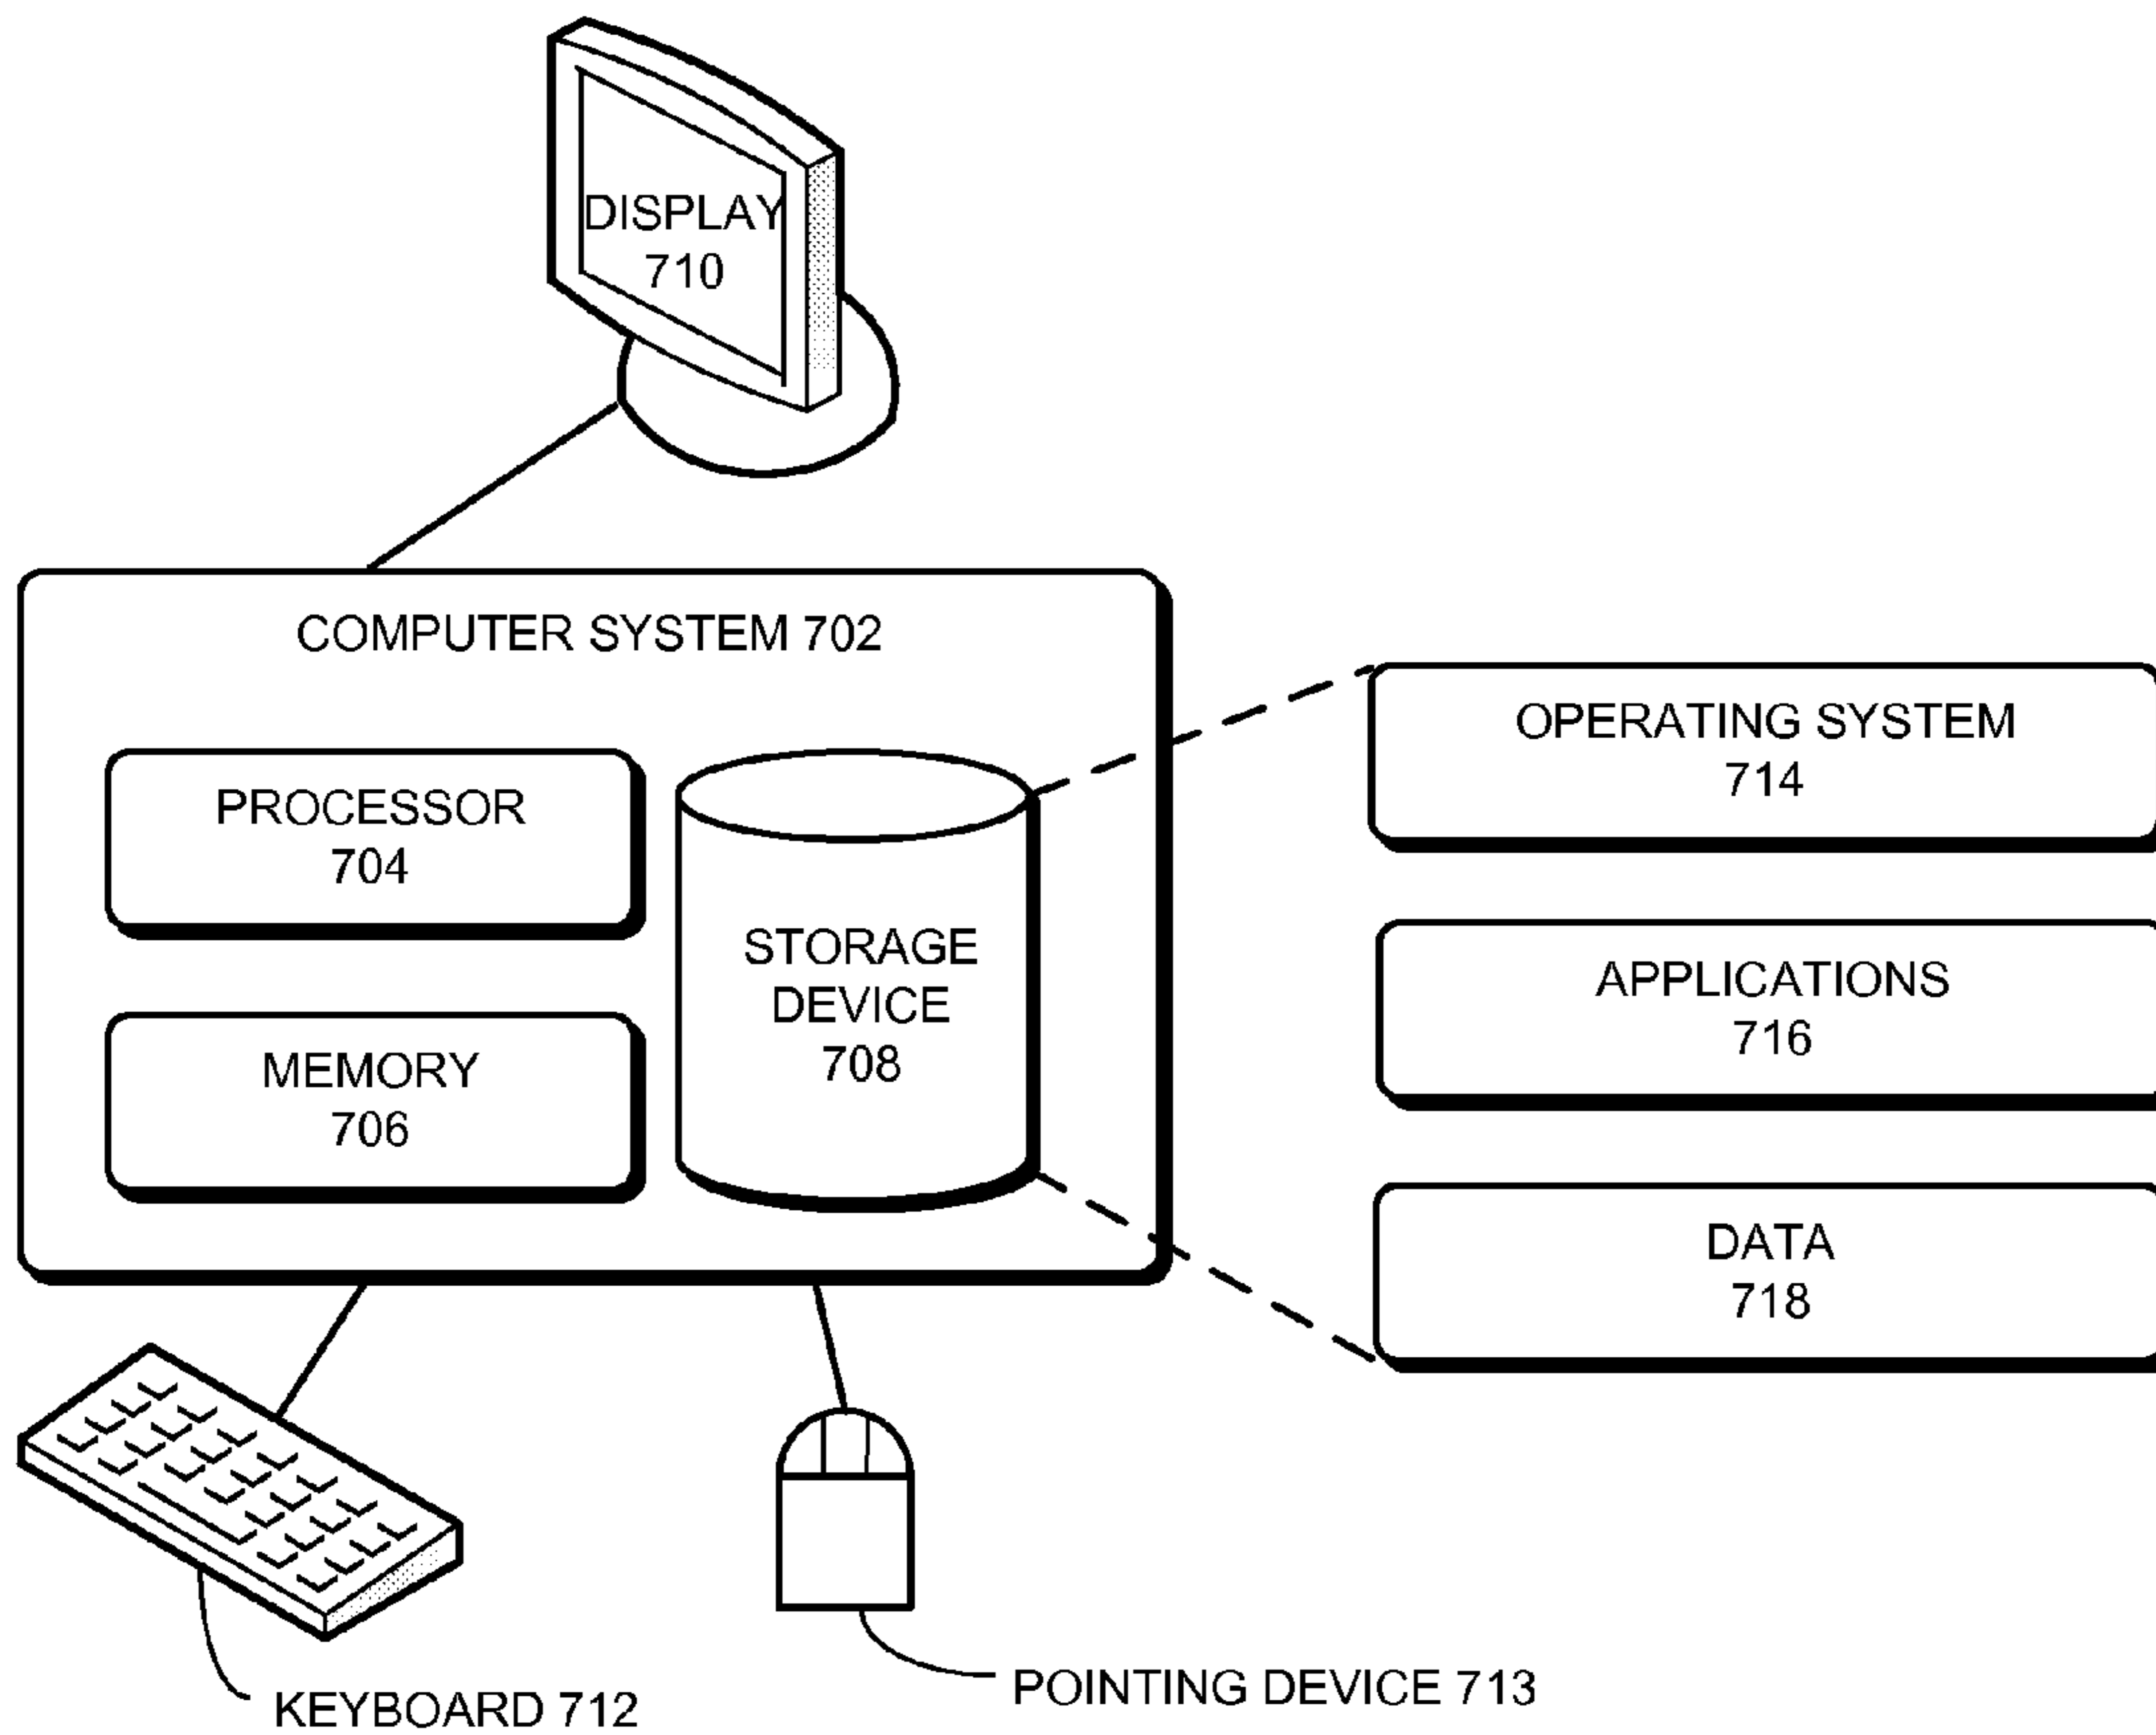 DISPLAY
710
COMPUTER SYSTEM 702
PROCESSOR
704
MEMORY
706
STORAGE
DEVICE
708
OPERATING SYSTEM
714
APPLICATIONS
716
DATA
718
KEYBOARD 712
POINTING DEVICE 713